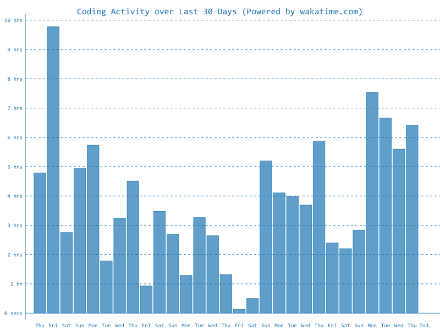 Coding Activity over Last 30 Days (Powered by wakatime.com)
10 hrs
9 hrs
8 hrs
7 hrs
6 hrs
5 hrs
4 hrs
3 hrs
2 hrs
1 hr
0 secs
Thu Fri Sat Sun Mon Tue Wed Thu Fri Sat Sun Mon Tue Wed Thu Fri Sat Sun Mon Tue Wed Thu Fri Sat Sun Mon Tue Wed Thu